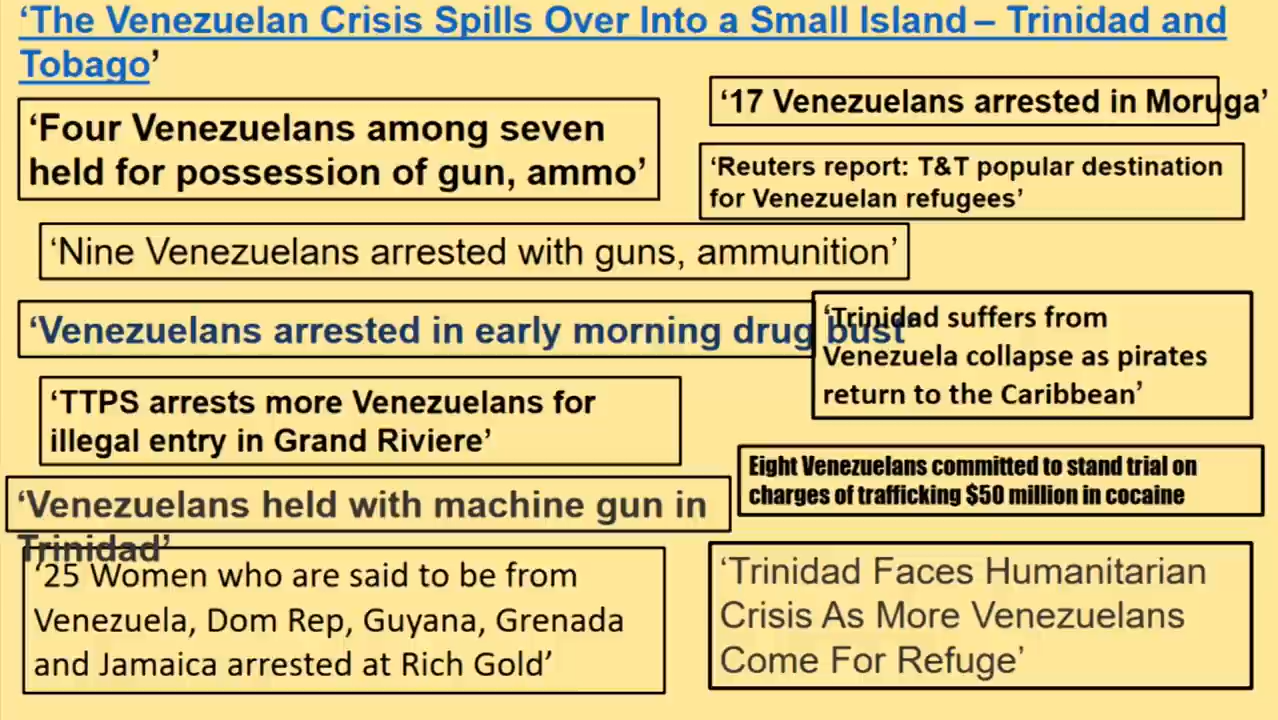 ‘The Venezuelan Crisis Spills Over Into a Small Island – Trinidad and
Tobago’
‘Four Venezuelans among seven
held for possession of gun, ammo’
‘17 Venezuelans arrested in Moruga’
‘Reuters report: T&T popular destination
for Venezuelan refugees’
‘Nine Venezuelans arrested with guns, ammunition’
‘Venezuelans arrested in early morning drug bust’
‘Trinidad suffers from
Venezuela collapse as pirates
return to the Caribbean’
‘TTPS arrests more Venezuelans for
illegal entry in Grand Riviere’
Eight Venezuelans committed to stand trial on
charges of trafficking $50 million in cocaine
‘Venezuelans held with machine gun in
Trinidad’
‘25 Women who are said to be from
Venezuela, Dom Rep, Guyana, Grenada
and Jamaica arrested at Rich Gold’
‘Trinidad Faces Humanitarian
Crisis As More Venezuelans
Come For Refuge’